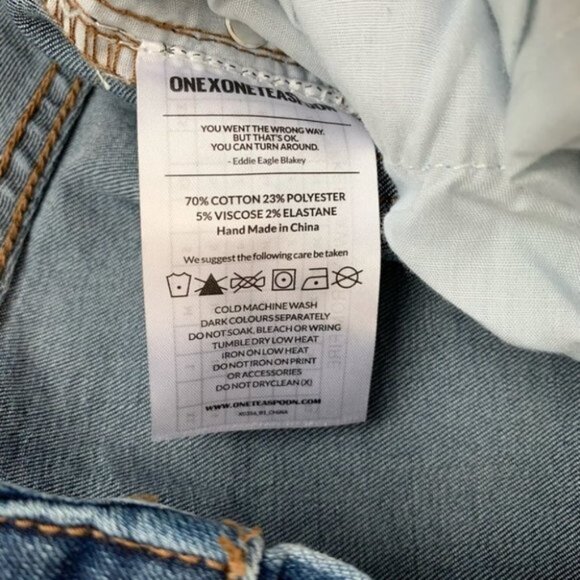 ONEXONETEASPOON
YOU WENT THE WRONG WAY.
BUT THAT'S OK.
YOU CAN TURN AROUND.
- Eddie Eagle Blakey
70% COTTON 23% POLYESTER
5% VISCOSE 2% ELASTANE
Hand Made in China
We suggest the following care be taken
COLD MACHINE WASH
DARK COLOURS SEPARATELY
DO NOT SOAK, BLEACH OR WRING
TUMBLE DRY LOW HEAT
IRON ON LOW HEAT
DO NOT IRON ON PRINT
OR ACCESSORIES
DO NOT DRYCLEAN (X)
WWW.ONETEASPOON.COM